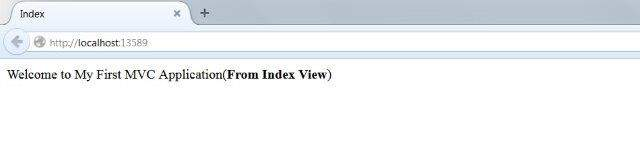 Index
http://localhost:13589
Welcome to My First MVC Application(From Index View)